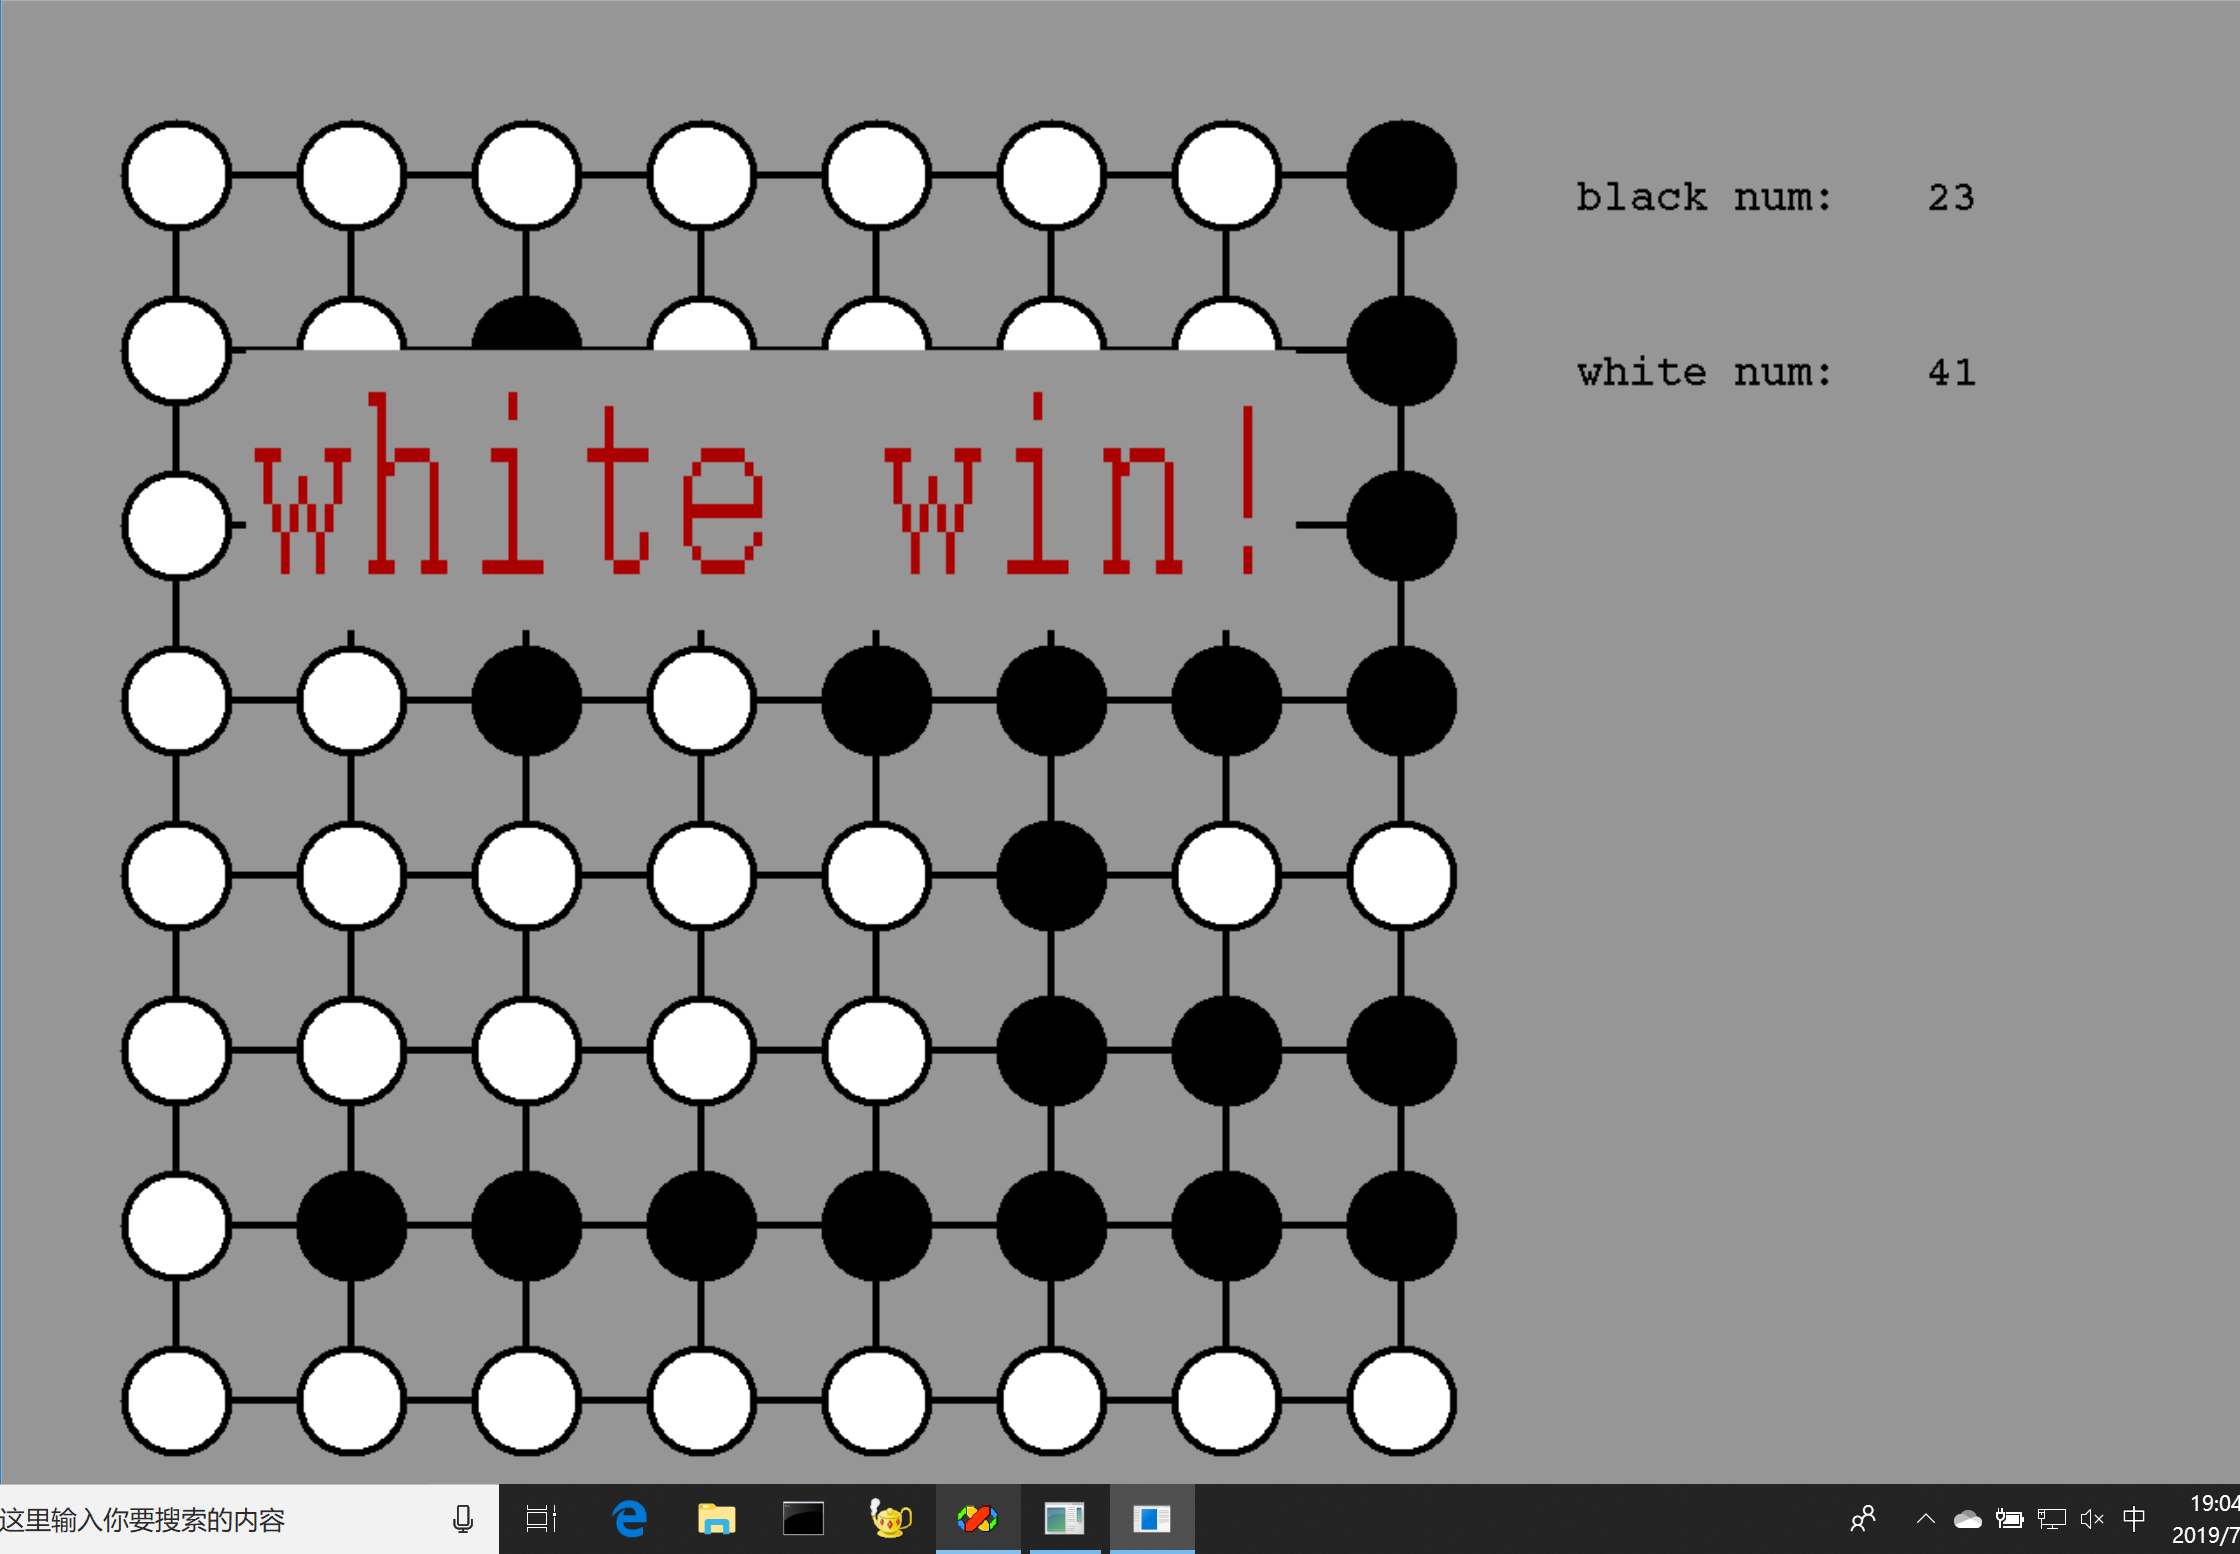 black num: 23
white num: 41
white win!
这里输入你要搜索的内容
中
19:04
2019/7